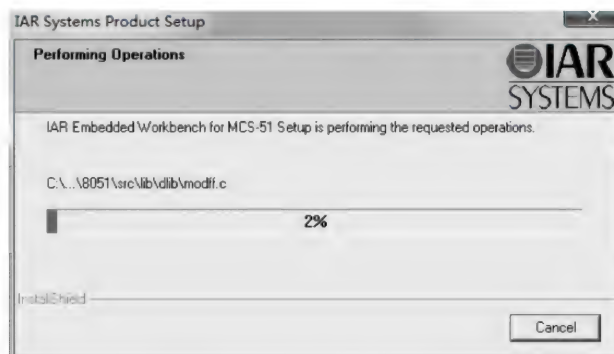 IAR Systems Product Setup
Performing Operations
IAR
SYSTEMS
IAR Embedded Workbench for MCS-51 Setup is performing the requested operations.
C:\...\8051\src\lib\dlib\modff.c
2%
InstallShield
Cancel